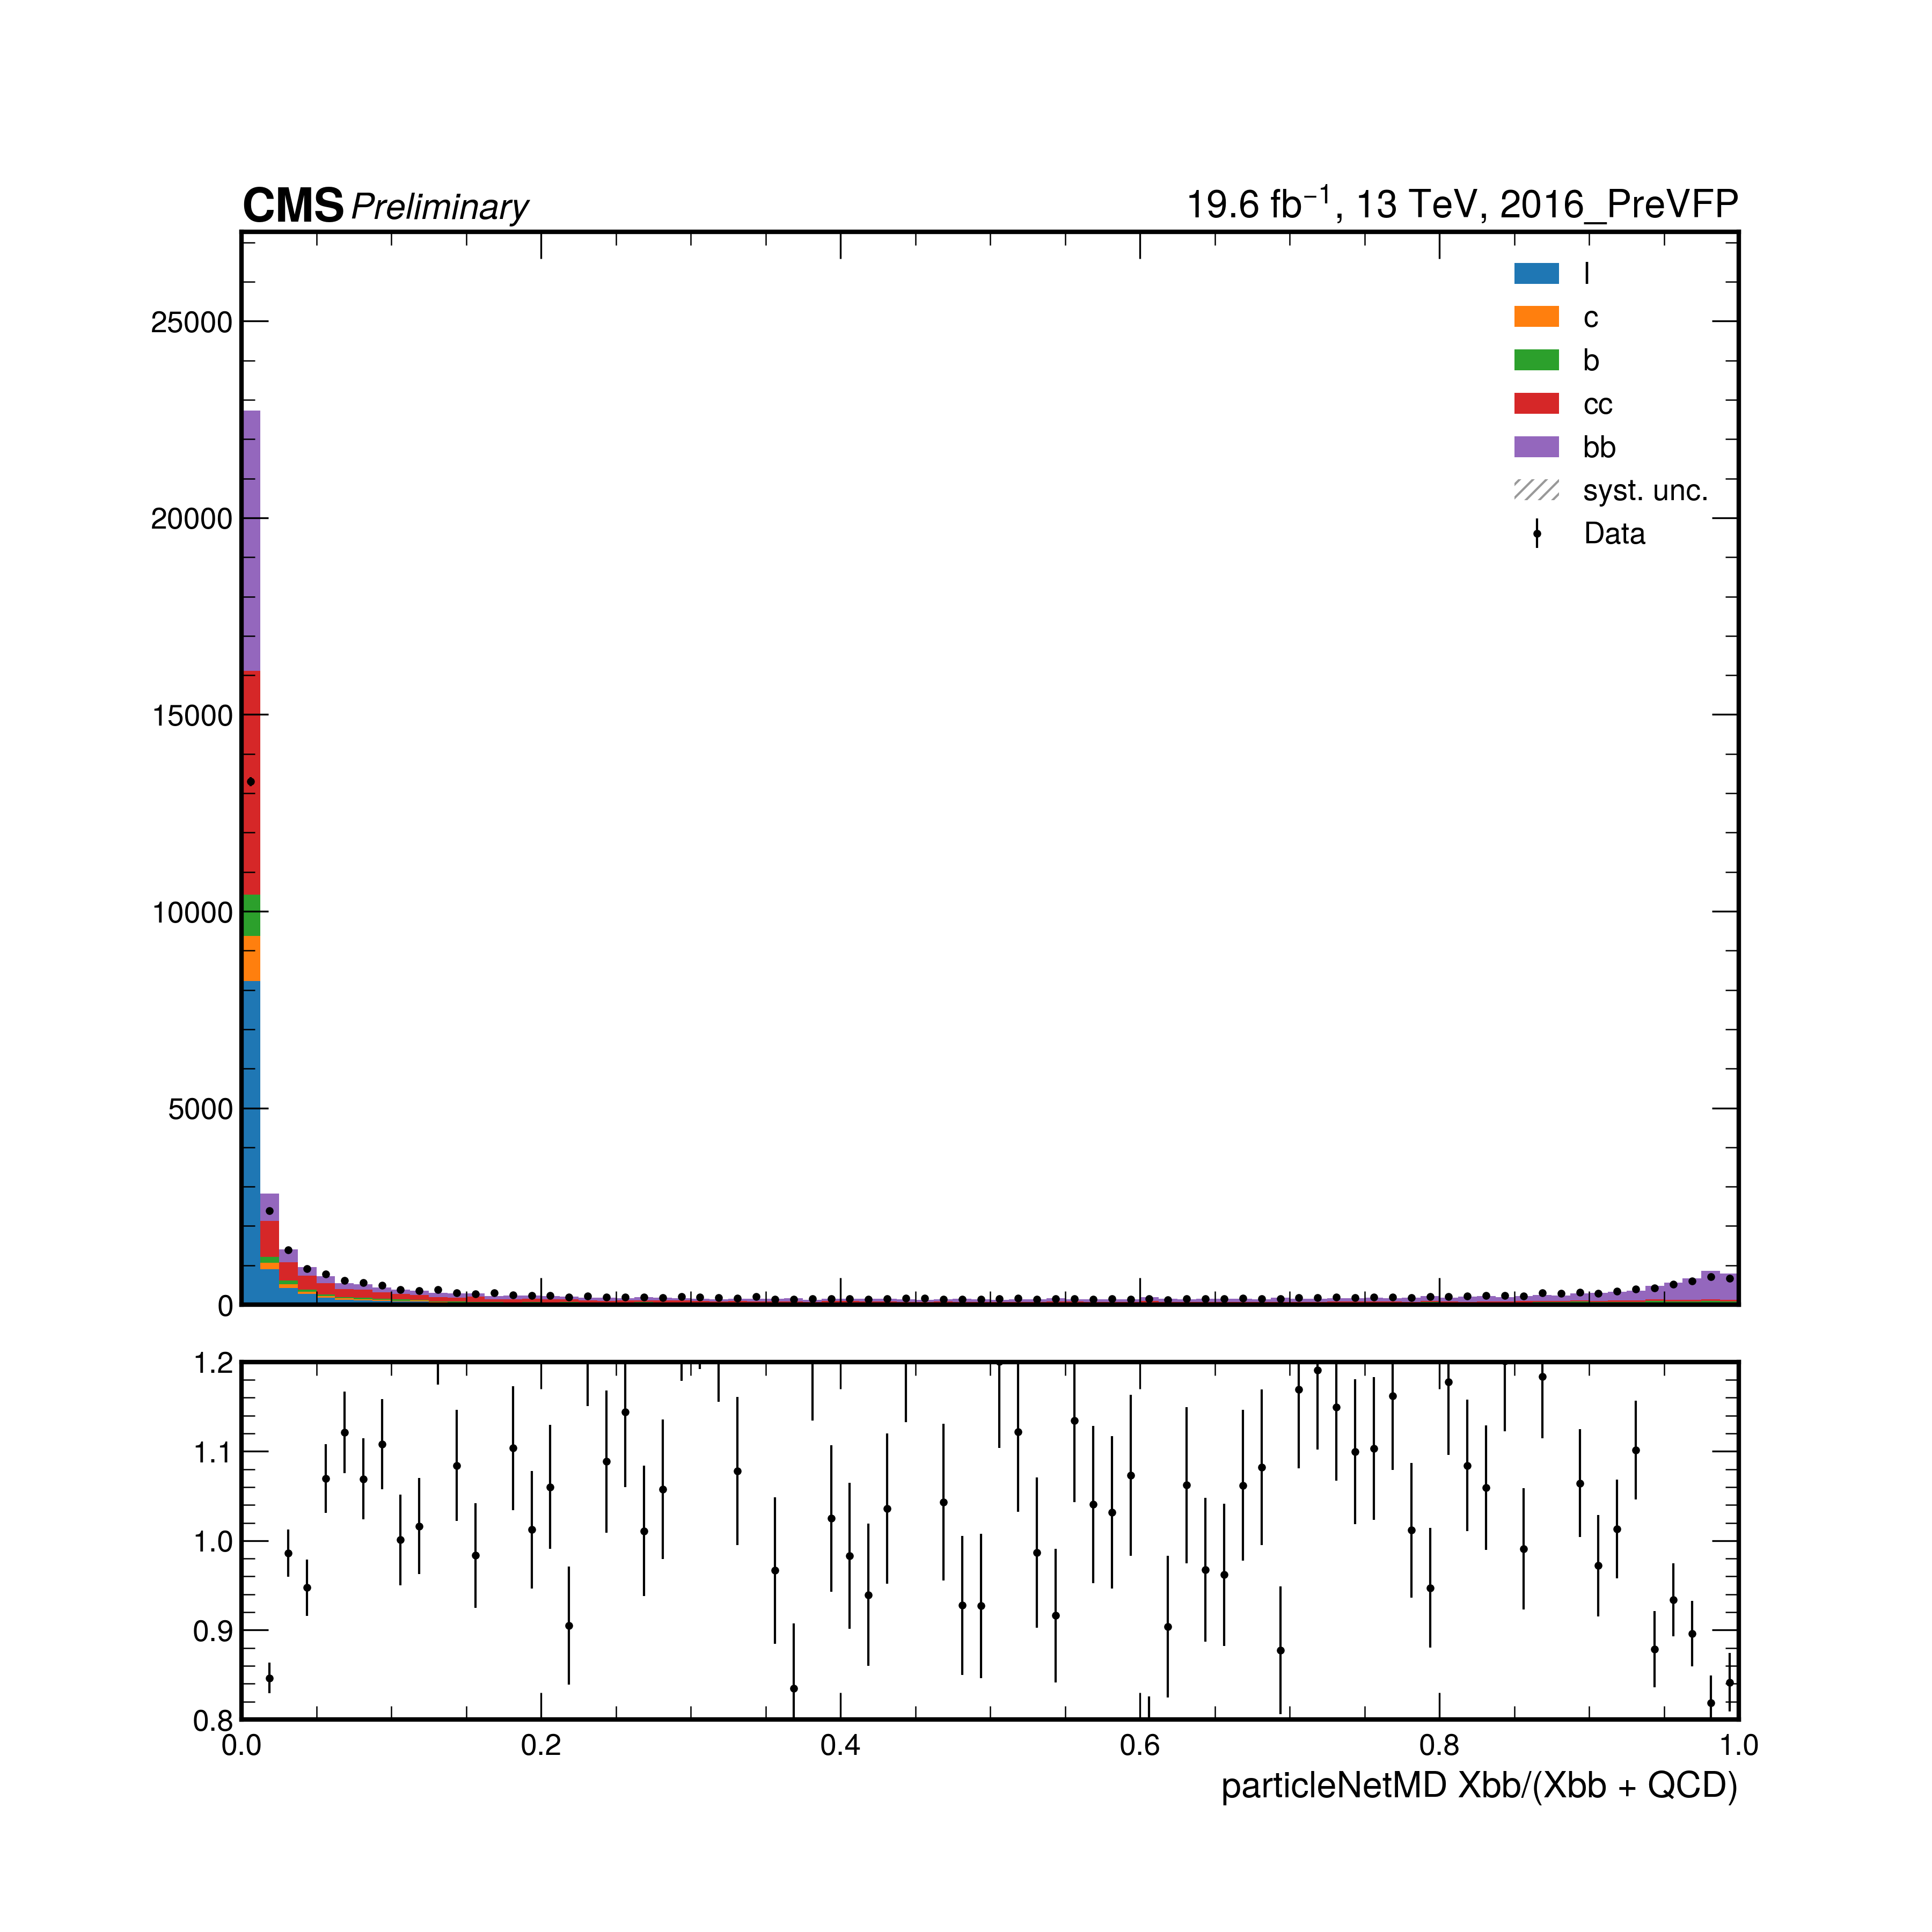 CMS Preliminary 19.6 fb⁻¹, 13 TeV, 2016_PreVFP
l
c
b
cc
bb
syst. unc.
Data
25000
20000
15000
10000
5000
0
1.2
1.1
1.0
0.9
0.8
0.0 0.2 0.4 0.6 0.8 1.0
particleNetMD Xbb/(Xbb + QCD)